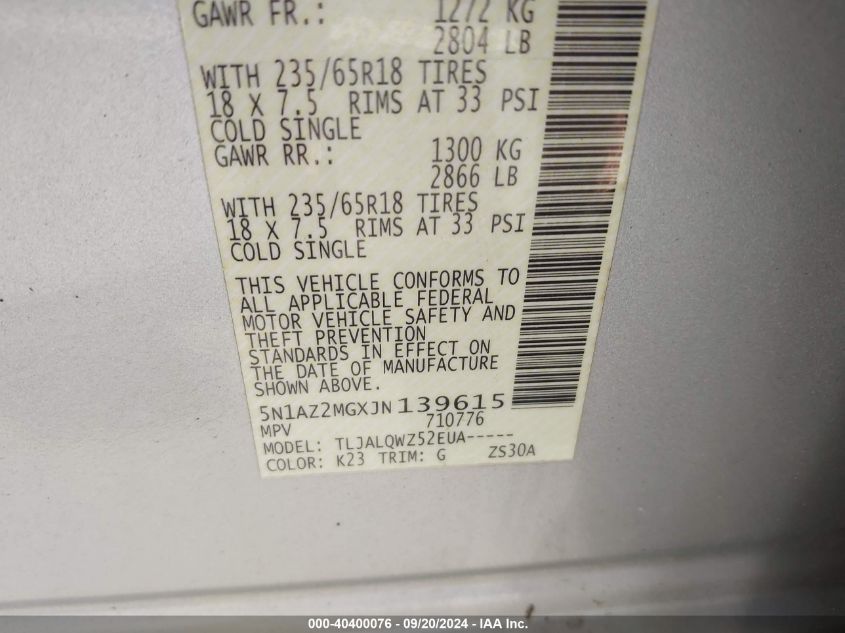 GAWR FR.: 1272 KG
2804 LB
WITH 235/65R18 TIRES
18 X 7.5 RIMS AT 33 PSI
COLD SINGLE
GAWR RR.: 1300 KG
2866 LB
WITH 235/65R18 TIRES
18 X 7.5 RIMS AT 33 PSI
COLD SINGLE
THIS VEHICLE CONFORMS TO
ALL APPLICABLE FEDERAL
MOTOR VEHICLE SAFETY AND
THEFT PREVENTION
STANDARDS IN EFFECT ON
THE DATE OF MANUFACTURE
SHOWN ABOVE.
5N1AZ2MGXJN139615
MPV 710776
MODEL: TLJALQWZ52EUA-----
COLOR: K23 TRIM: G ZS30A
000-40400076 - 09/20/2024 - IAA Inc.